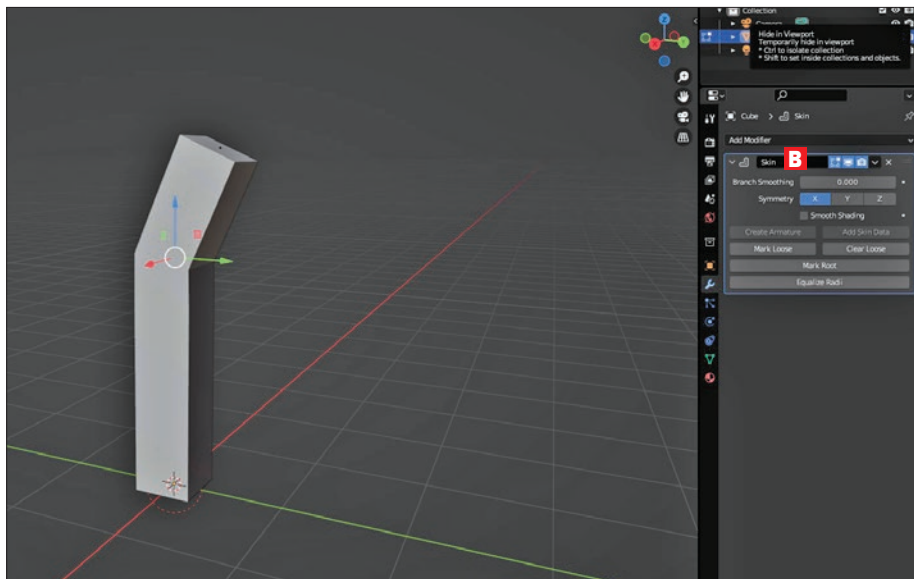 Collection
Camera
Hide in Viewport
Temporarily hide in viewport
* Ctrl to isolate collection
* Shift to set inside collections and objects.
Z
X
Y
Cube > Skin
Add Modifier
Skin
B
Branch Smoothing 0.000
Symmetry X Y Z
Smooth Shading
Create Armature Add Skin Data
Mark Loose Clear Loose
Mark Root
Equalize Radii